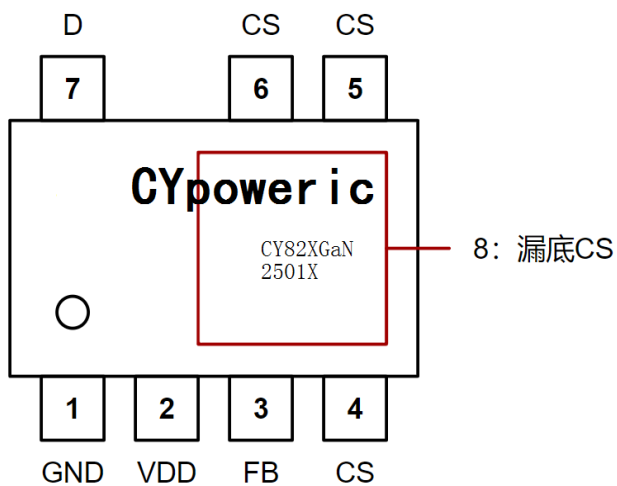 D CS CS
7 6 5
CYpoweric
CY82XGaN
2501X
8：漏底CS
1 2 3 4
GND VDD FB CS